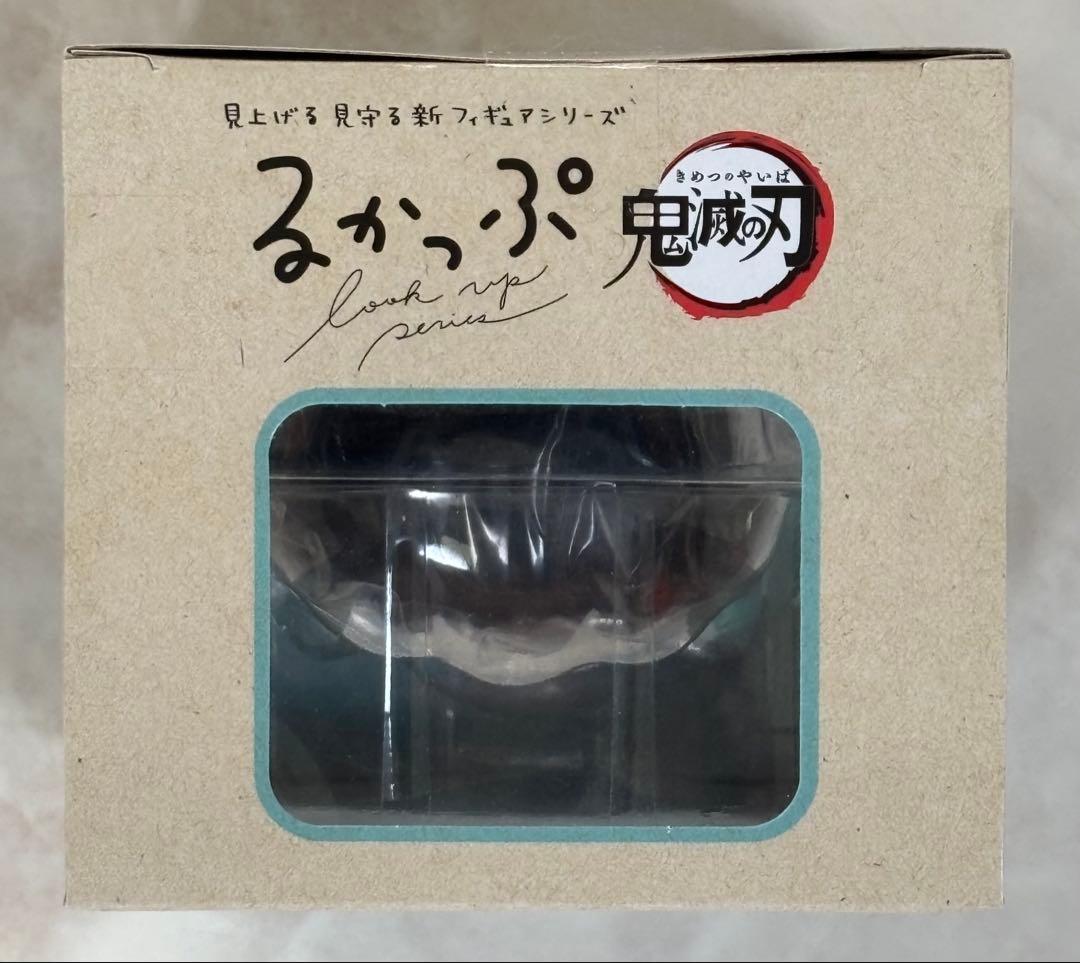 見上げる 見守る 新フィギュアシリーズ
るかっぷ
look up
series
きめつのやいば
鬼滅の刃